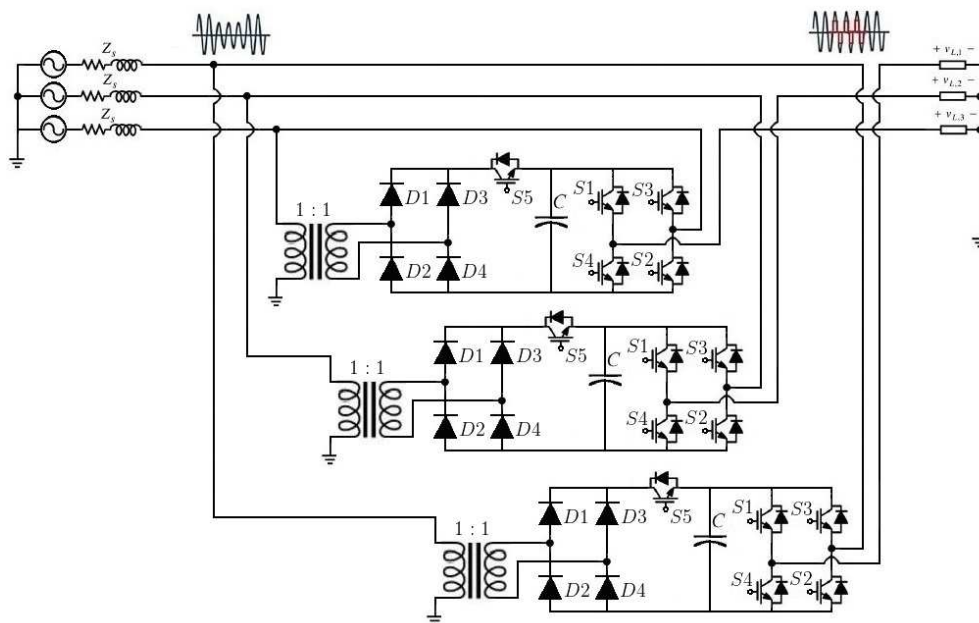 Z_s
Z_s
Z_s
+ v_{L,1} −
+ v_{L,2} −
+ v_{L,3} −
1 : 1
D1 D3 S5 C S1 S3
D2 D4 S4 S2
1 : 1
D1 D3 S5 C S1 S3
D2 D4 S4 S2
1 : 1
D1 D3 S5 C S1 S3
D2 D4 S4 S2